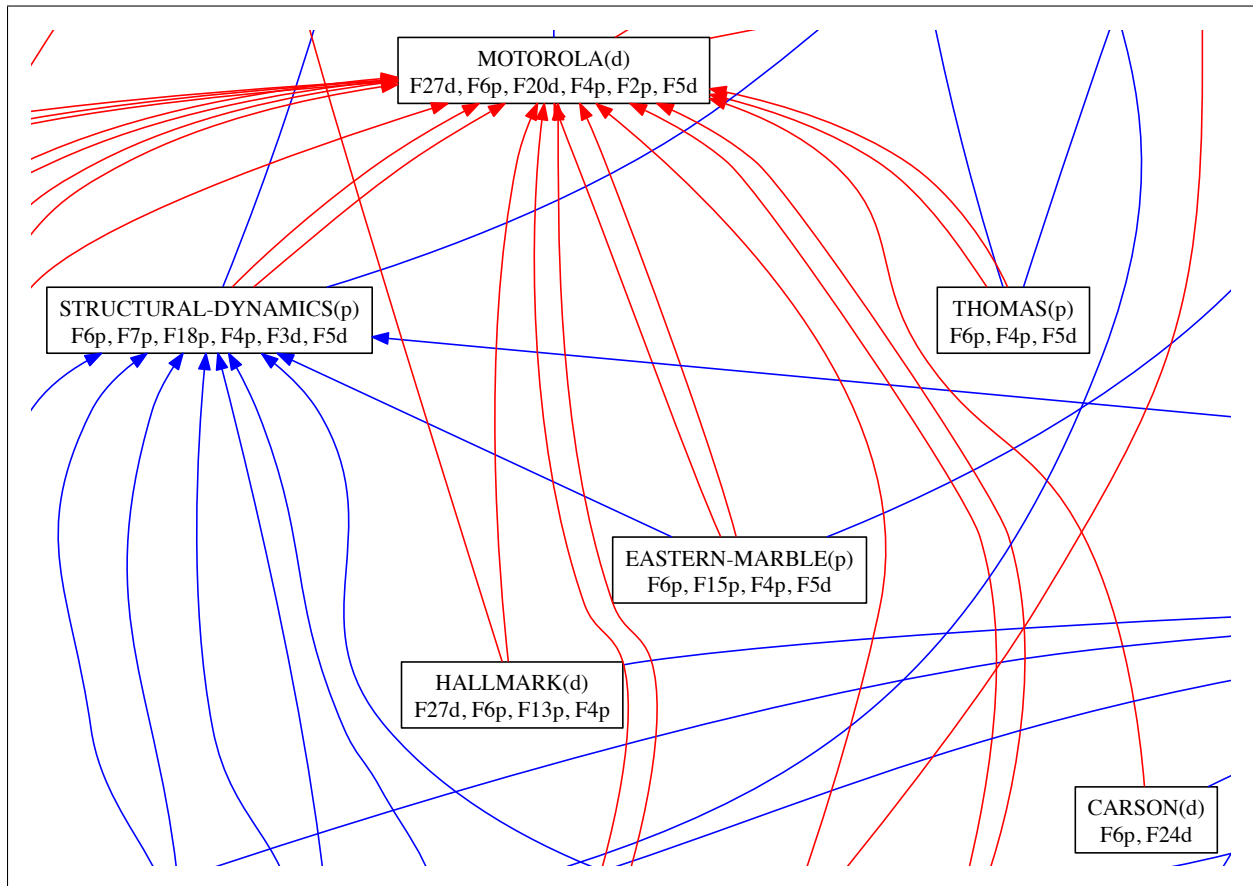 MOTOROLA(d)
F27d, F6p, F20d, F4p, F2p, F5d
STRUCTURAL-DYNAMICS(p)
F6p, F7p, F18p, F4p, F3d, F5d
THOMAS(p)
F6p, F4p, F5d
EASTERN-MARBLE(p)
F6p, F15p, F4p, F5d
HALLMARK(d)
F27d, F6p, F13p, F4p
CARSON(d)
F6p, F24d